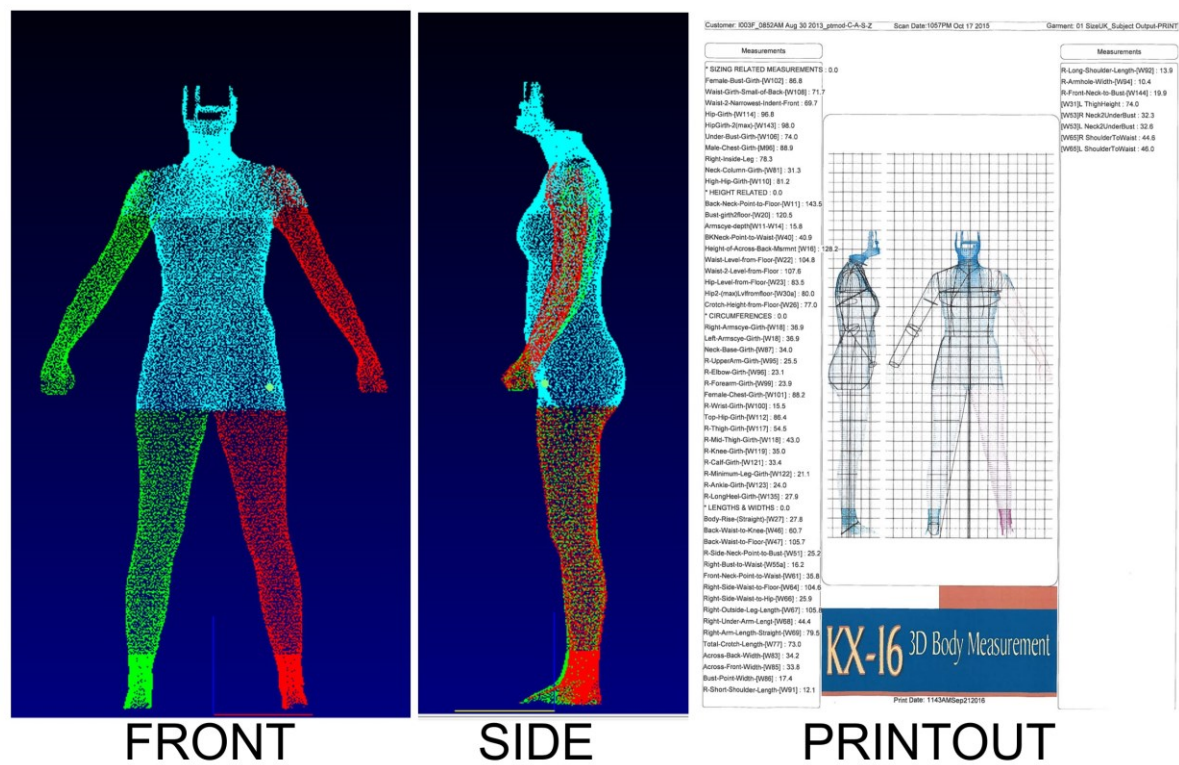 Customer: I003F_0852AM Aug 30 2013_ptmod-C-A-S-Z Scan Date:1057PM Oct 17 2015 Garment: 01 SizeUK_Subject Output-PRINT
Measurements
* SIZING RELATED MEASUREMENTS : 0.0
Female-Bust-Girth-[W102] : 86.8
Waist-Girth-Small-of-Back-[W108] : 71.7
Waist-2-Narrowest-Indent-Front : 69.7
Hip-Girth-[W114] : 96.8
HipGirth-2(max)-[W143] : 98.0
Under-Bust-Girth-[W106] : 74.0
Male-Chest-Girth-[M96] : 88.9
Right-Inside-Leg : 78.3
Neck-Column-Girth-[W81] : 31.3
High-Hip-Girth-[W110] : 81.2
* HEIGHT RELATED : 0.0
Back-Neck-Point-to-Floor-[W11] : 143.5
Bust-girth2floor-[W20] : 120.5
Armscye-depth[W11-W14] : 15.8
BKNeck-Point-to-Waist-[W40] : 40.9
Height-of-Across-Back-Msrmnt [W16] : 128.2
Waist-Level-from-Floor-[W22] : 104.8
Waist-2-Level-from-Floor : 107.6
Hip-Level-from-Floor-[W23] : 83.5
Hip2-(max)Lvlfromfloor-[W30a] : 80.0
Crotch-Height-from-Floor-[W26] : 77.0
* CIRCUMFERENCES : 0.0
Right-Armscye-Girth-[W18] : 36.9
Left-Armscye-Girth-[W18] : 36.9
Neck-Base-Girth-[W87] : 34.0
R-UpperArm-Girth-[W95] : 25.5
R-Elbow-Girth-[W96] : 23.1
R-Forearm-Girth-[W99] : 23.9
Female-Chest-Girth-[W101] : 88.2
R-Wrist-Girth-[W100] : 15.5
Top-Hip-Girth-[W112] : 86.4
R-Thigh-Girth-[W117] : 54.5
R-Mid-Thigh-Girth-[W118] : 43.0
R-Knee-Girth-[W119] : 35.0
R-Calf-Girth-[W121] : 33.4
R-Minimum-Leg-Girth-[W122] : 21.1
R-Ankle-Girth-[W123] : 24.0
R-LongHeel-Girth-[W135] : 27.9
* LENGTHS & WIDTHS : 0.0
Body-Rise-(Straight)-[W27] : 27.8
Back-Waist-to-Knee-[W46] : 60.7
Back-Waist-to-Floor-[W47] : 105.7
R-Side-Neck-Point-to-Bust-[W51] : 25.2
Right-Bust-to-Waist-[W55a] : 16.2
Front-Neck-Point-to-Waist-[W61] : 35.8
Right-Side-Waist-to-Floor-[W64] : 104.6
Right-Side-Waist-to-Hip-[W66] : 25.9
Right-Outside-Leg-Length-[W67] : 105.8
Right-Under-Arm-Lengt-[W68] : 44.4
Right-Arm-Length-Straight-[W69] : 79.5
Total-Crotch-Length-[W77] : 73.0
Across-Back-Width-[W83] : 34.2
Across-Front-Width-[W85] : 33.8
Bust-Point-Width-[W86] : 17.4
R-Short-Shoulder-Length-[W91] : 12.1
Measurements
R-Long-Shoulder-Length-[W92] : 13.9
R-Armhole-Width-[W94] : 10.4
R-Front-Neck-to-Bust-[W144] : 19.9
[W31]L ThighHeight : 74.0
[W53]R Neck2UnderBust : 32.3
[W53]L Neck2UnderBust : 32.6
[W65]R ShoulderToWaist : 44.6
[W65]L ShoulderToWaist : 46.0
KX-16 3D Body Measurement
Print Date: 1143AMSep212016
FRONT
SIDE
PRINTOUT